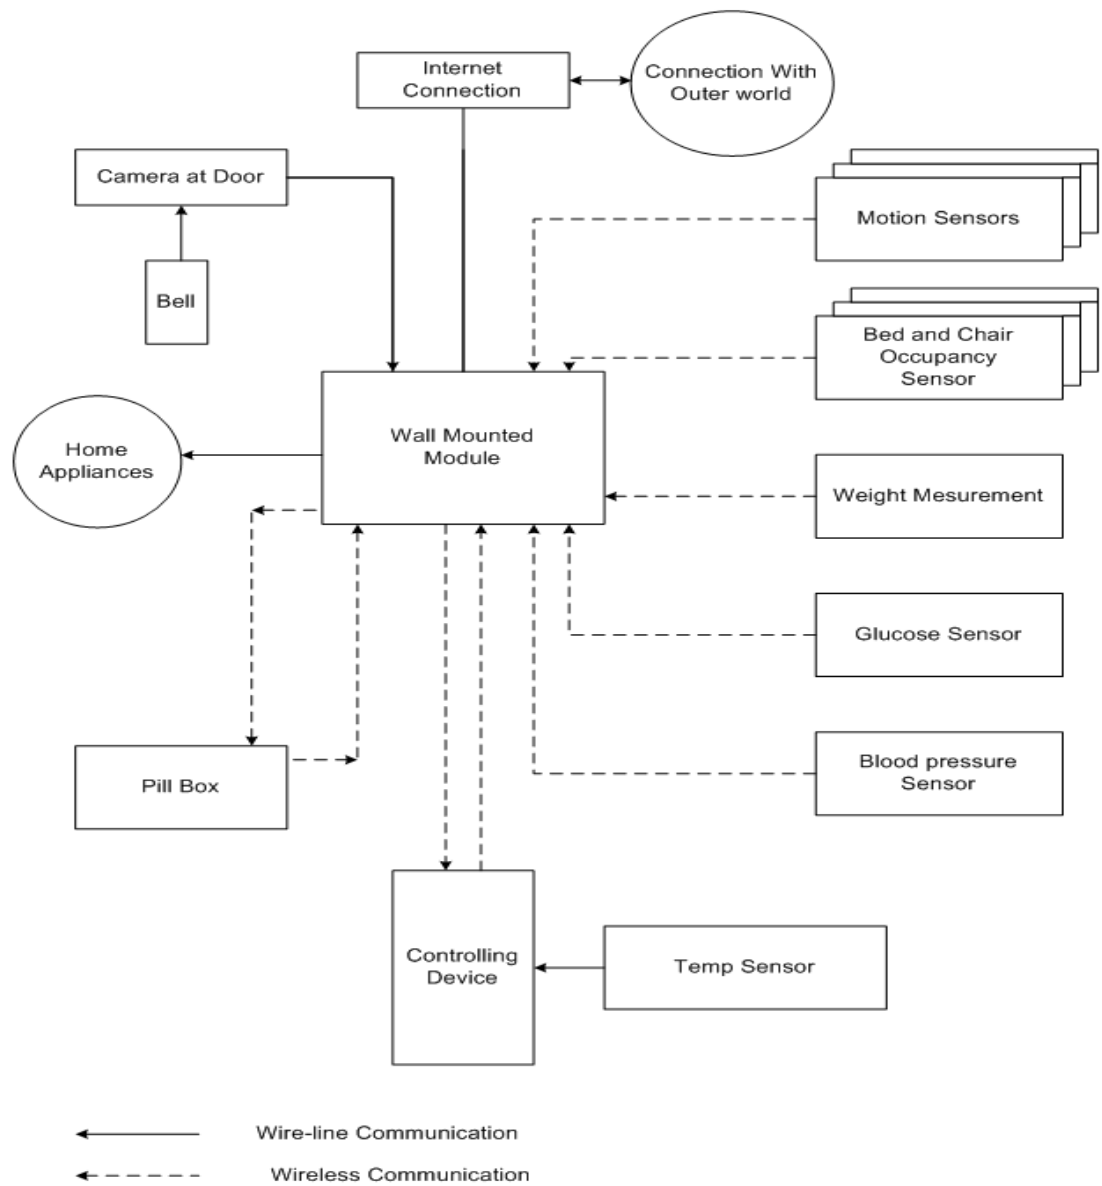 Internet
Connection
Connection With
Outer world
Camera at Door
Motion Sensors
Bell
Bed and Chair
Occupancy
Sensor
Wall Mounted
Module
Home
Appliances
Weight Mesurement
Glucose Sensor
Pill Box
Blood pressure
Sensor
Controlling
Device
Temp Sensor
Wire-line Communication
Wireless Communication